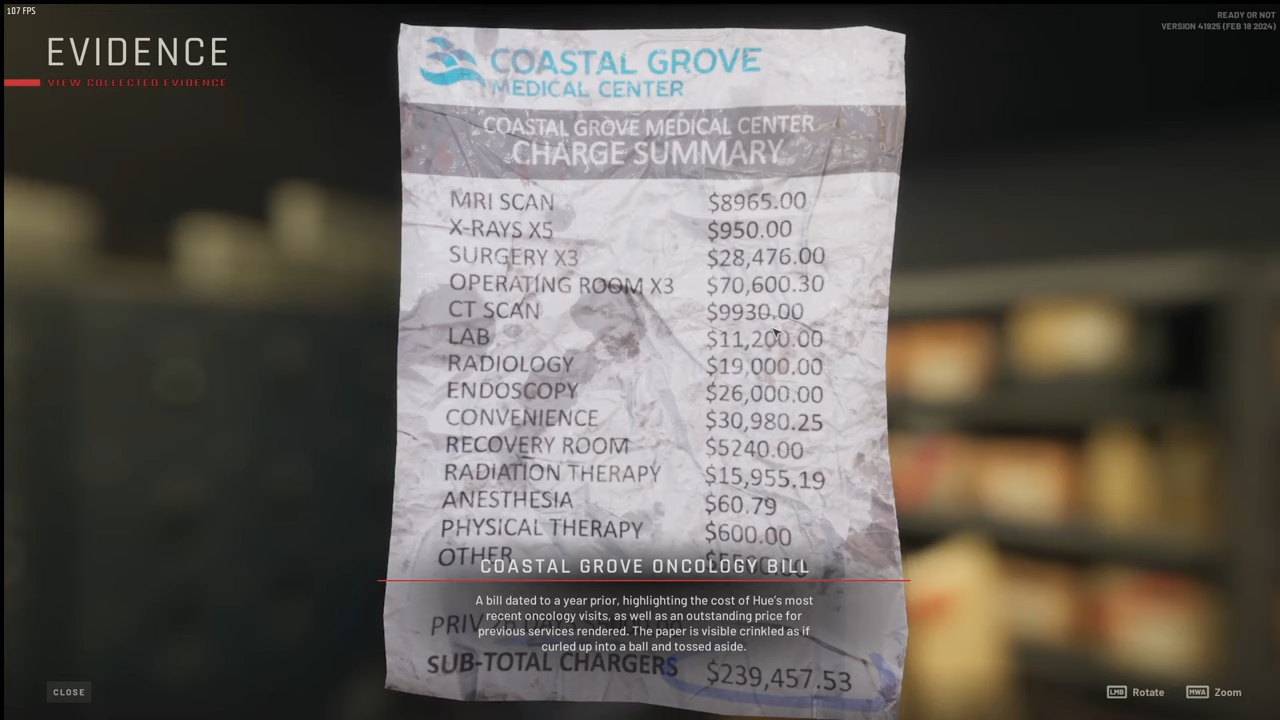 107 FPS
READY OR NOT
VERSION 41925 (FEB 18 2024)
EVIDENCE
VIEW COLLECTED EVIDENCE
COASTAL GROVE
MEDICAL CENTER
COASTAL GROVE MEDICAL CENTER
CHARGE SUMMARY
MRI SCAN $8965.00
X-RAYS X5 $950.00
SURGERY X3 $28,476.00
OPERATING ROOM X3 $70,600.30
CT SCAN $9930.00
LAB $11,200.00
RADIOLOGY $19,000.00
ENDOSCOPY $26,000.00
CONVENIENCE $30,980.25
RECOVERY ROOM $5240.00
RADIATION THERAPY $15,955.19
ANESTHESIA $60.79
PHYSICAL THERAPY $600.00
OTHER
COASTAL GROVE ONCOLOGY BILL
A bill dated to a year prior, highlighting the cost of Hue's most
recent oncology visits, as well as an outstanding price for
previous services rendered. The paper is visible crinkled as if
curled up into a ball and tossed aside.
SUB-TOTAL CHARGERS $239,457.53
CLOSE
LMB Rotate
MWA Zoom